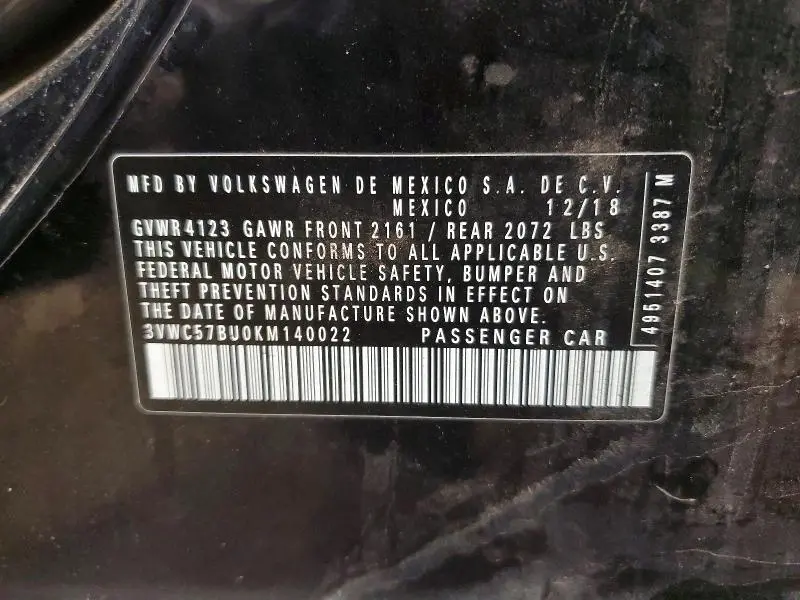 MFD BY VOLKSWAGEN DE MEXICO S.A. DE C.V.
MEXICO 12/18
GVWR4123 GAWR FRONT 2161 / REAR 2072 LBS
THIS VEHICLE CONFORMS TO ALL APPLICABLE U.S.
FEDERAL MOTOR VEHICLE SAFETY, BUMPER AND
THEFT PREVENTION STANDARDS IN EFFECT ON
THE DATE OF MANUFACTURE SHOWN ABOVE.
3VWC57BU0KM140022 PASSENGER CAR
4951407 3387 M